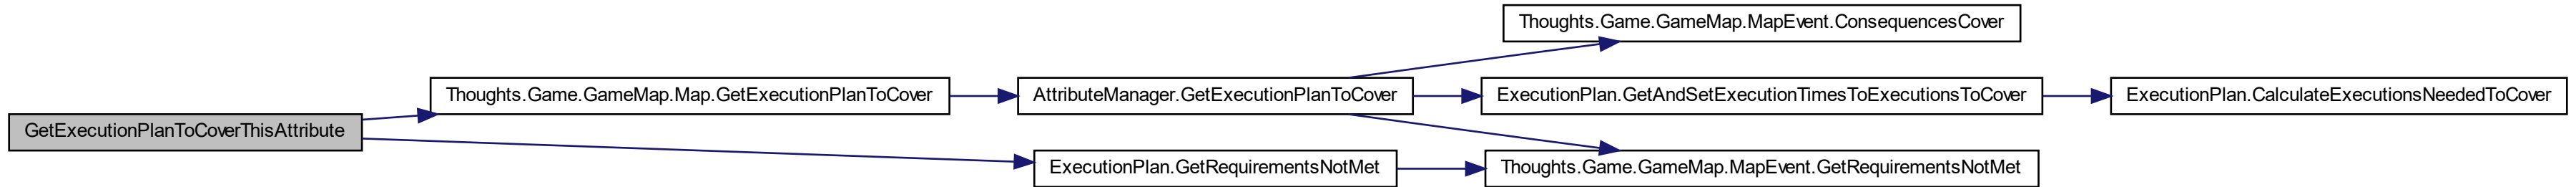 GetExecutionPlanToCoverThisAttribute
Thoughts.Game.GameMap.Map.GetExecutionPlanToCover
AttributeManager.GetExecutionPlanToCover
Thoughts.Game.GameMap.MapEvent.ConsequencesCover
ExecutionPlan.GetAndSetExecutionTimesToExecutionsToCover
ExecutionPlan.CalculateExecutionsNeededToCover
ExecutionPlan.GetRequirementsNotMet
Thoughts.Game.GameMap.MapEvent.GetRequirementsNotMet